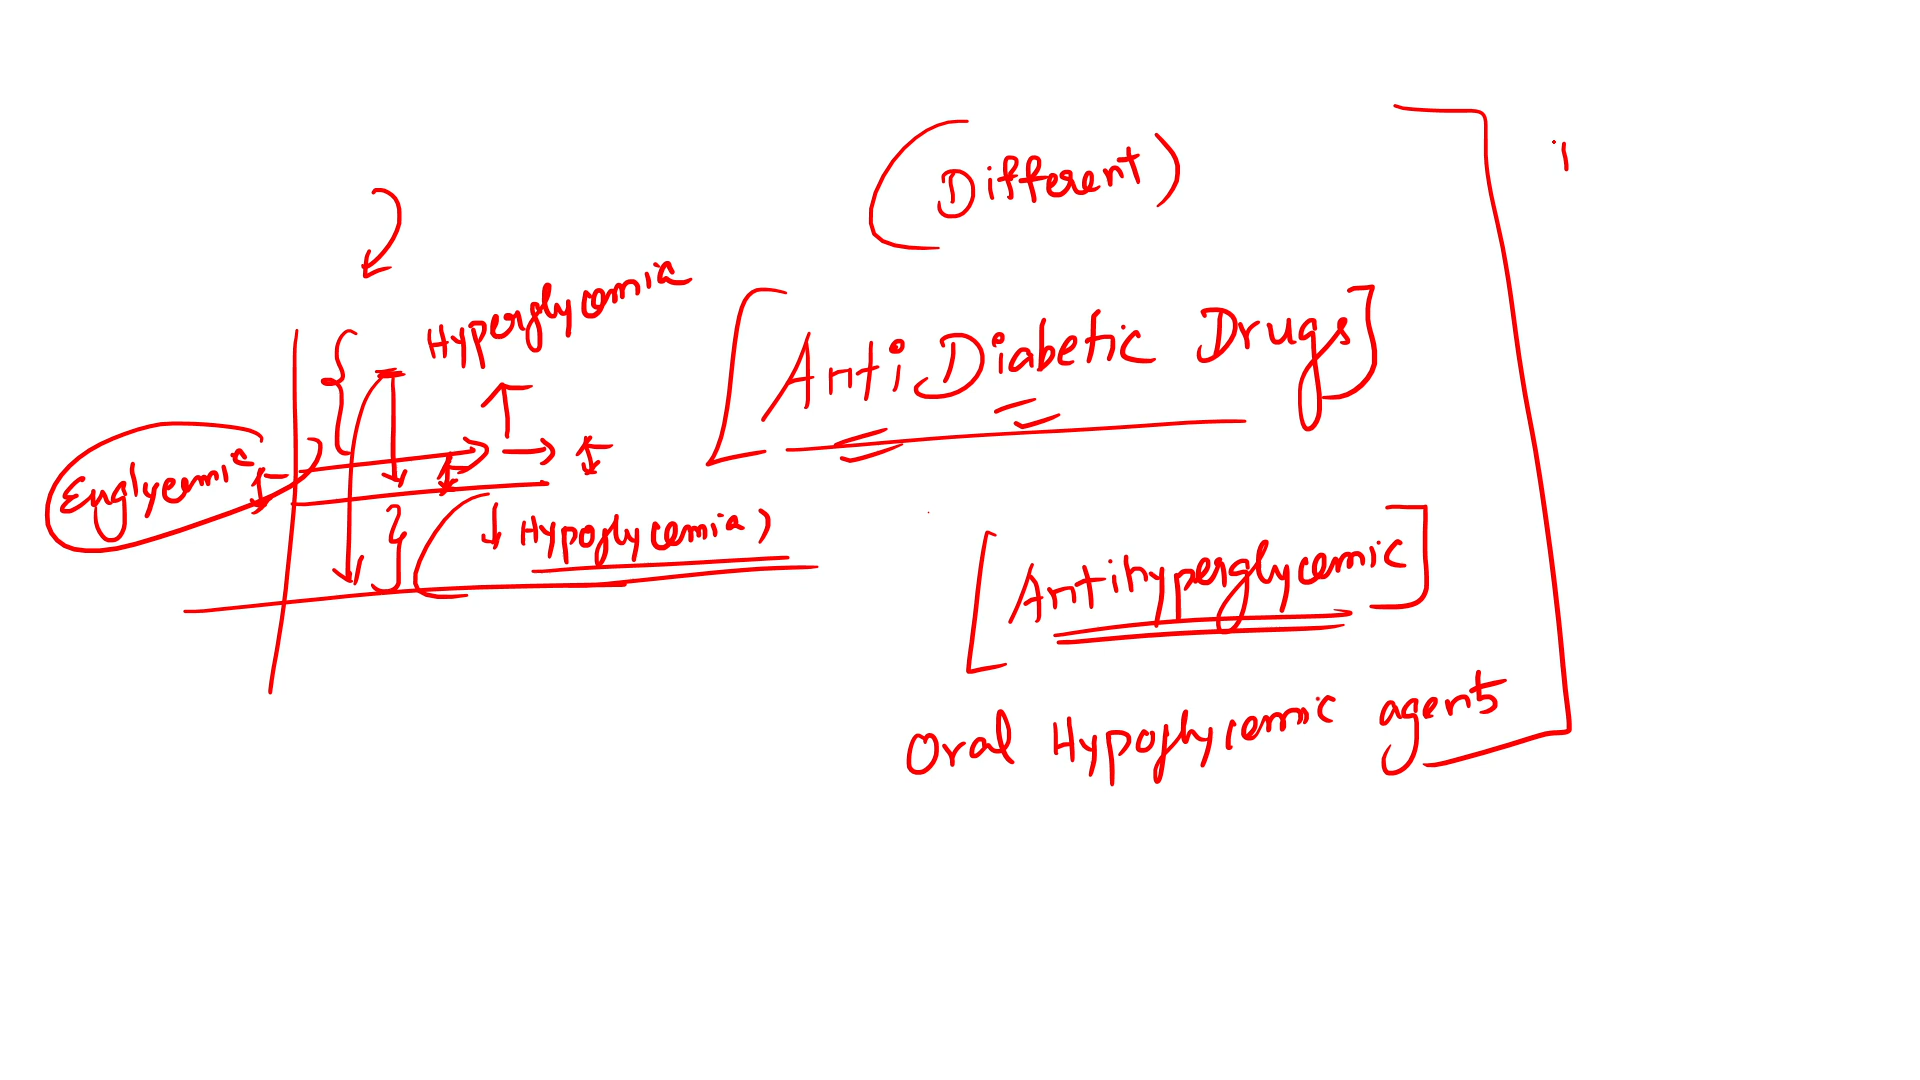 (Different)
Hyperglycemia
[Anti Diabetic Drugs]
Euglycemic
↓ Hypoglycemia)
[Antihyperglycemic]
Oral Hypoglycemic agents